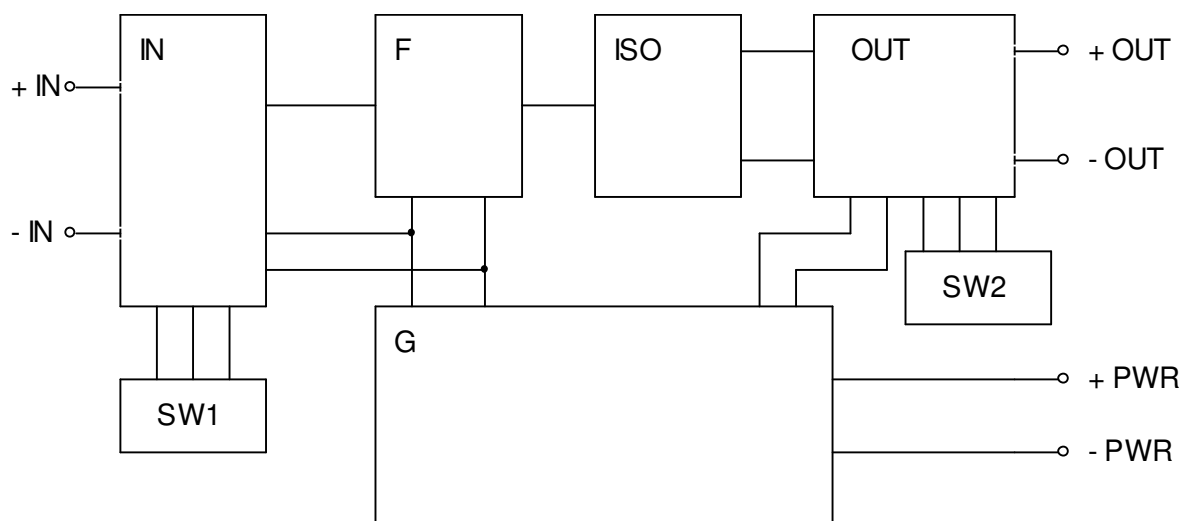 IN
F
ISO
OUT
+ IN
+ OUT
- IN
- OUT
SW2
G
SW1
+ PWR
- PWR